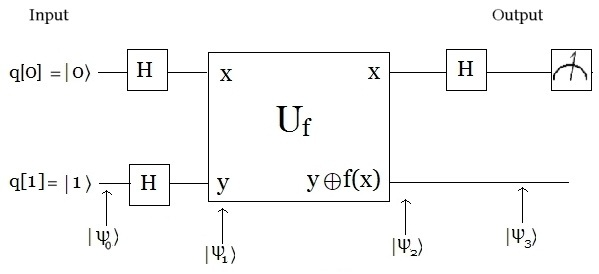 Input Output
q[0] = |0⟩ H x x H
U_f
q[1] = |1⟩ H y y ⊕ f(x)
|Ψ₀⟩ |Ψ₁⟩ |Ψ₂⟩ |Ψ₃⟩